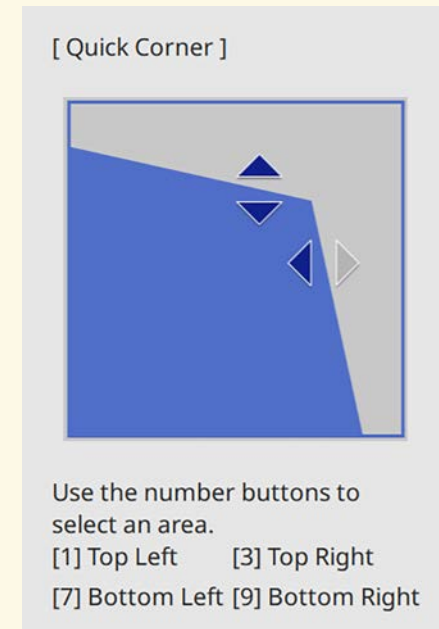 [ Quick Corner ]
Use the number buttons to
select an area.
[1] Top Left [3] Top Right
[7] Bottom Left [9] Bottom Right